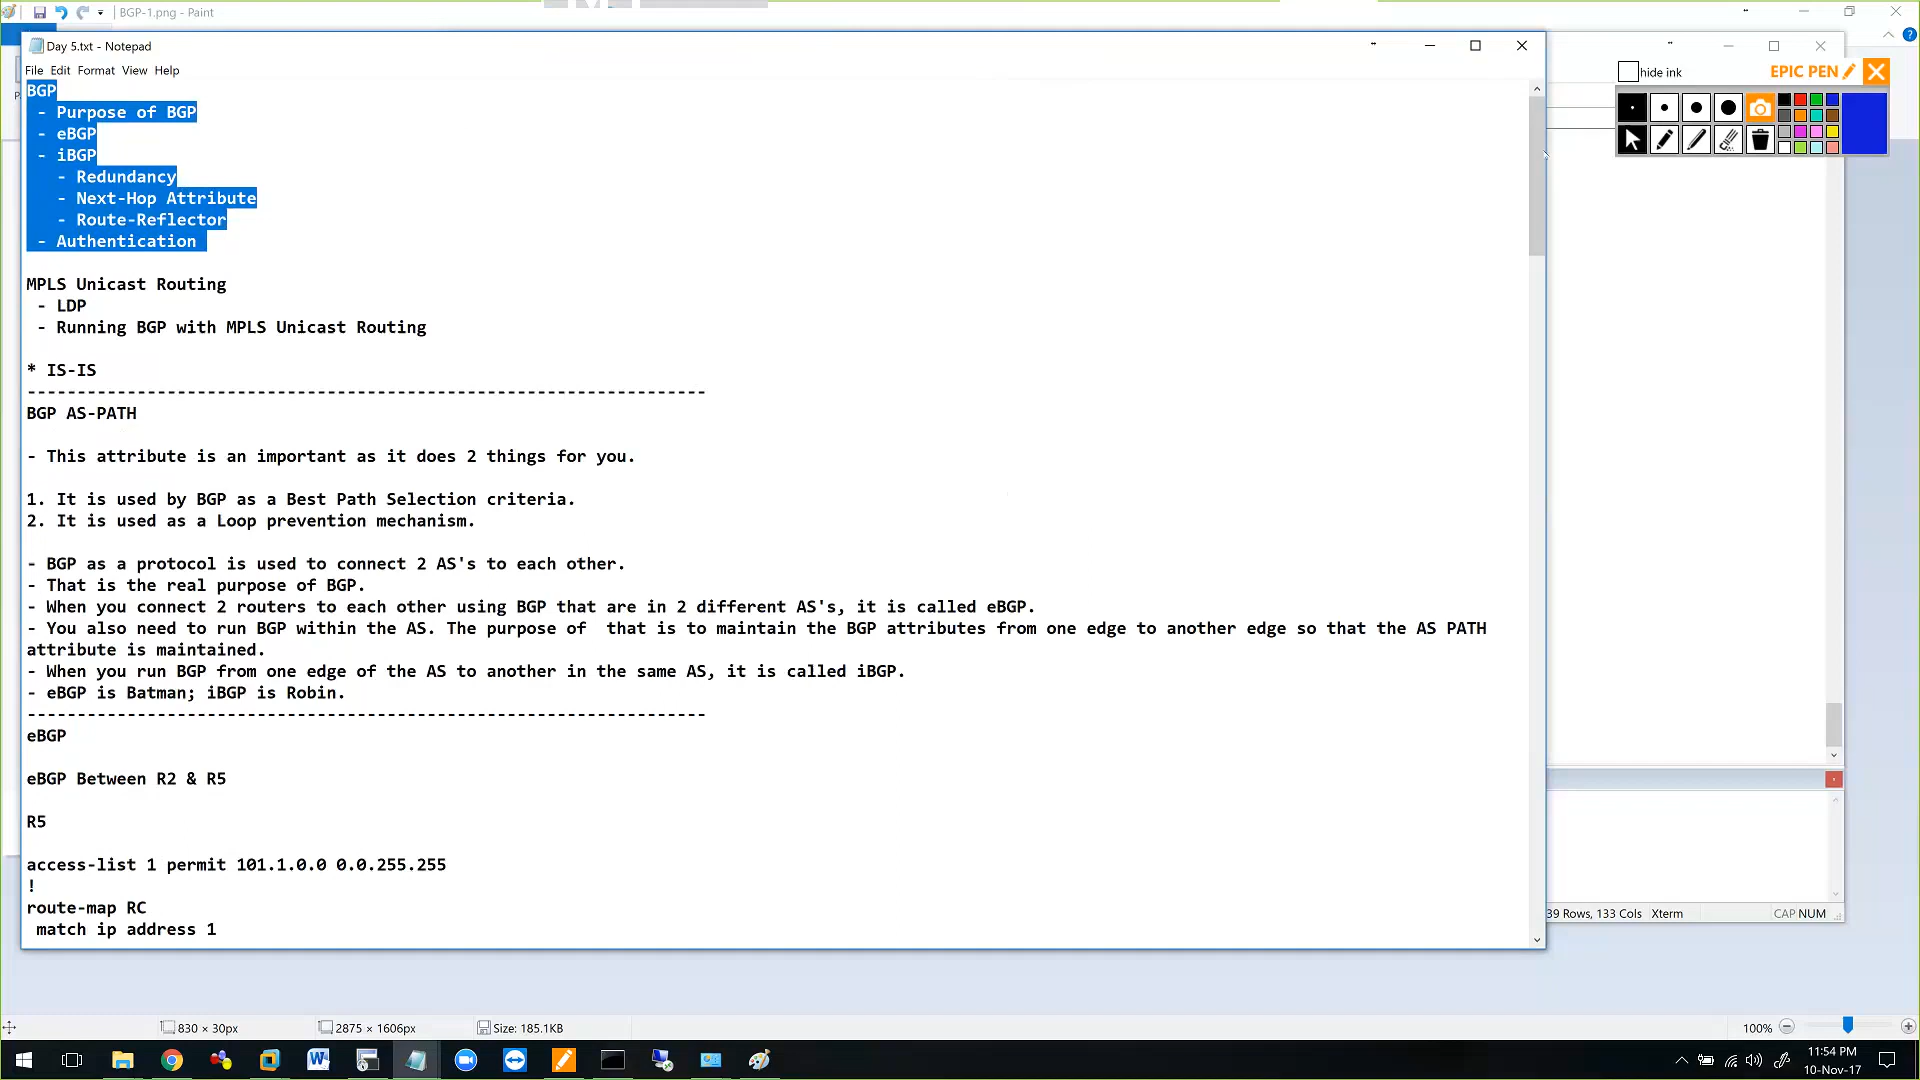 BGP-1.png - Paint
Day 5.txt - Notepad
File Edit Format View Help
hide ink
EPIC PEN
BGP
- Purpose of BGP
- eBGP
- iBGP
- Redundancy
- Next-Hop Attribute
- Route-Reflector
- Authentication
MPLS Unicast Routing
- LDP
- Running BGP with MPLS Unicast Routing
* IS-IS
--------------------------------------------------------------------
BGP AS-PATH
- This attribute is an important as it does 2 things for you.
1. It is used by BGP as a Best Path Selection criteria.
2. It is used as a Loop prevention mechanism.
- BGP as a protocol is used to connect 2 AS's to each other.
- That is the real purpose of BGP.
- When you connect 2 routers to each other using BGP that are in 2 different AS's, it is called eBGP.
- You also need to run BGP within the AS. The purpose of  that is to maintain the BGP attributes from one edge to another edge so that the AS PATH
attribute is maintained.
- When you run BGP from one edge of the AS to another in the same AS, it is called iBGP.
- eBGP is Batman; iBGP is Robin.
--------------------------------------------------------------------
eBGP
eBGP Between R2 & R5
R5
access-list 1 permit 101.1.0.0 0.0.255.255
!
route-map RC
match ip address 1
39 Rows, 133 Cols Xterm CAP NUM
830 × 30px 2875 × 1606px Size: 185.1KB 100%
11:54 PM
10-Nov-17